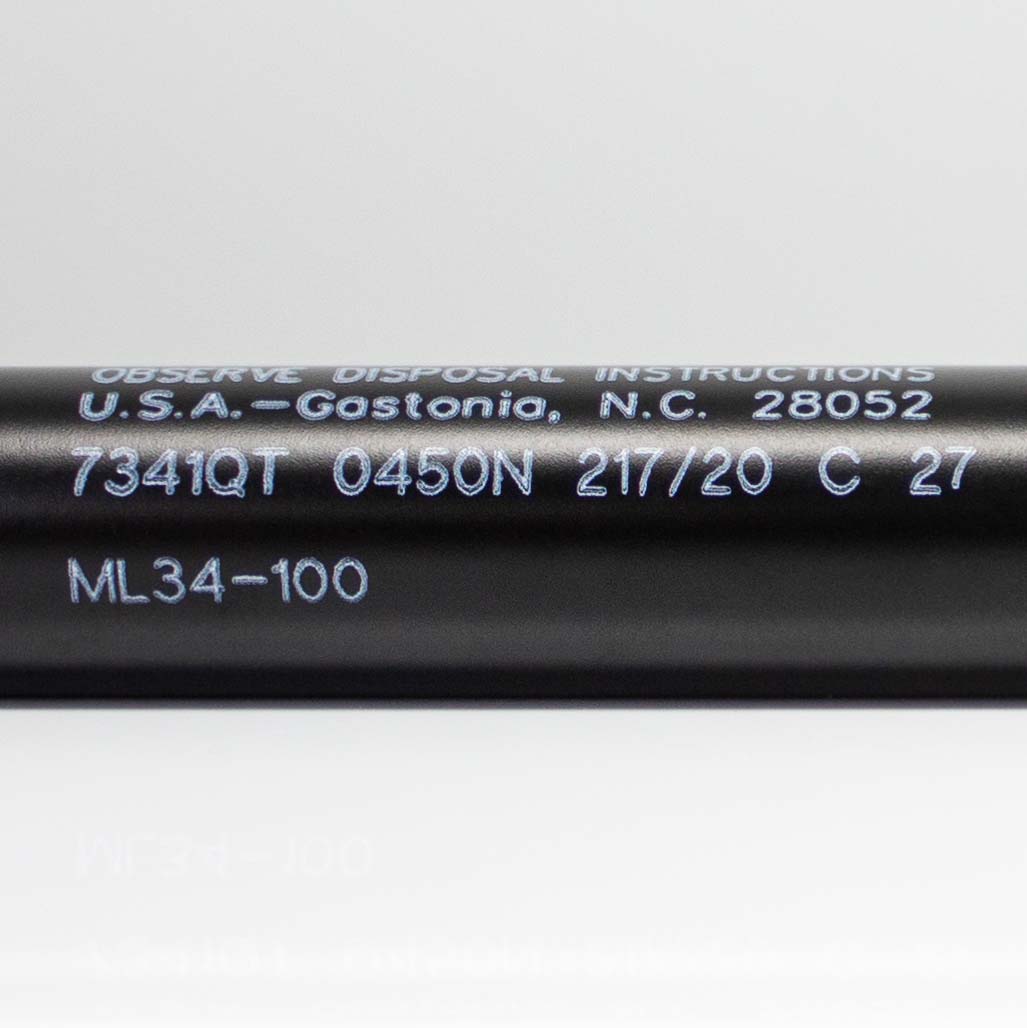 OBSERVE DISPOSAL INSTRUCTIONS
U.S.A.-Gastonia, N.C. 28052
7341QT 0450N 217/20 C 27
ML34-100